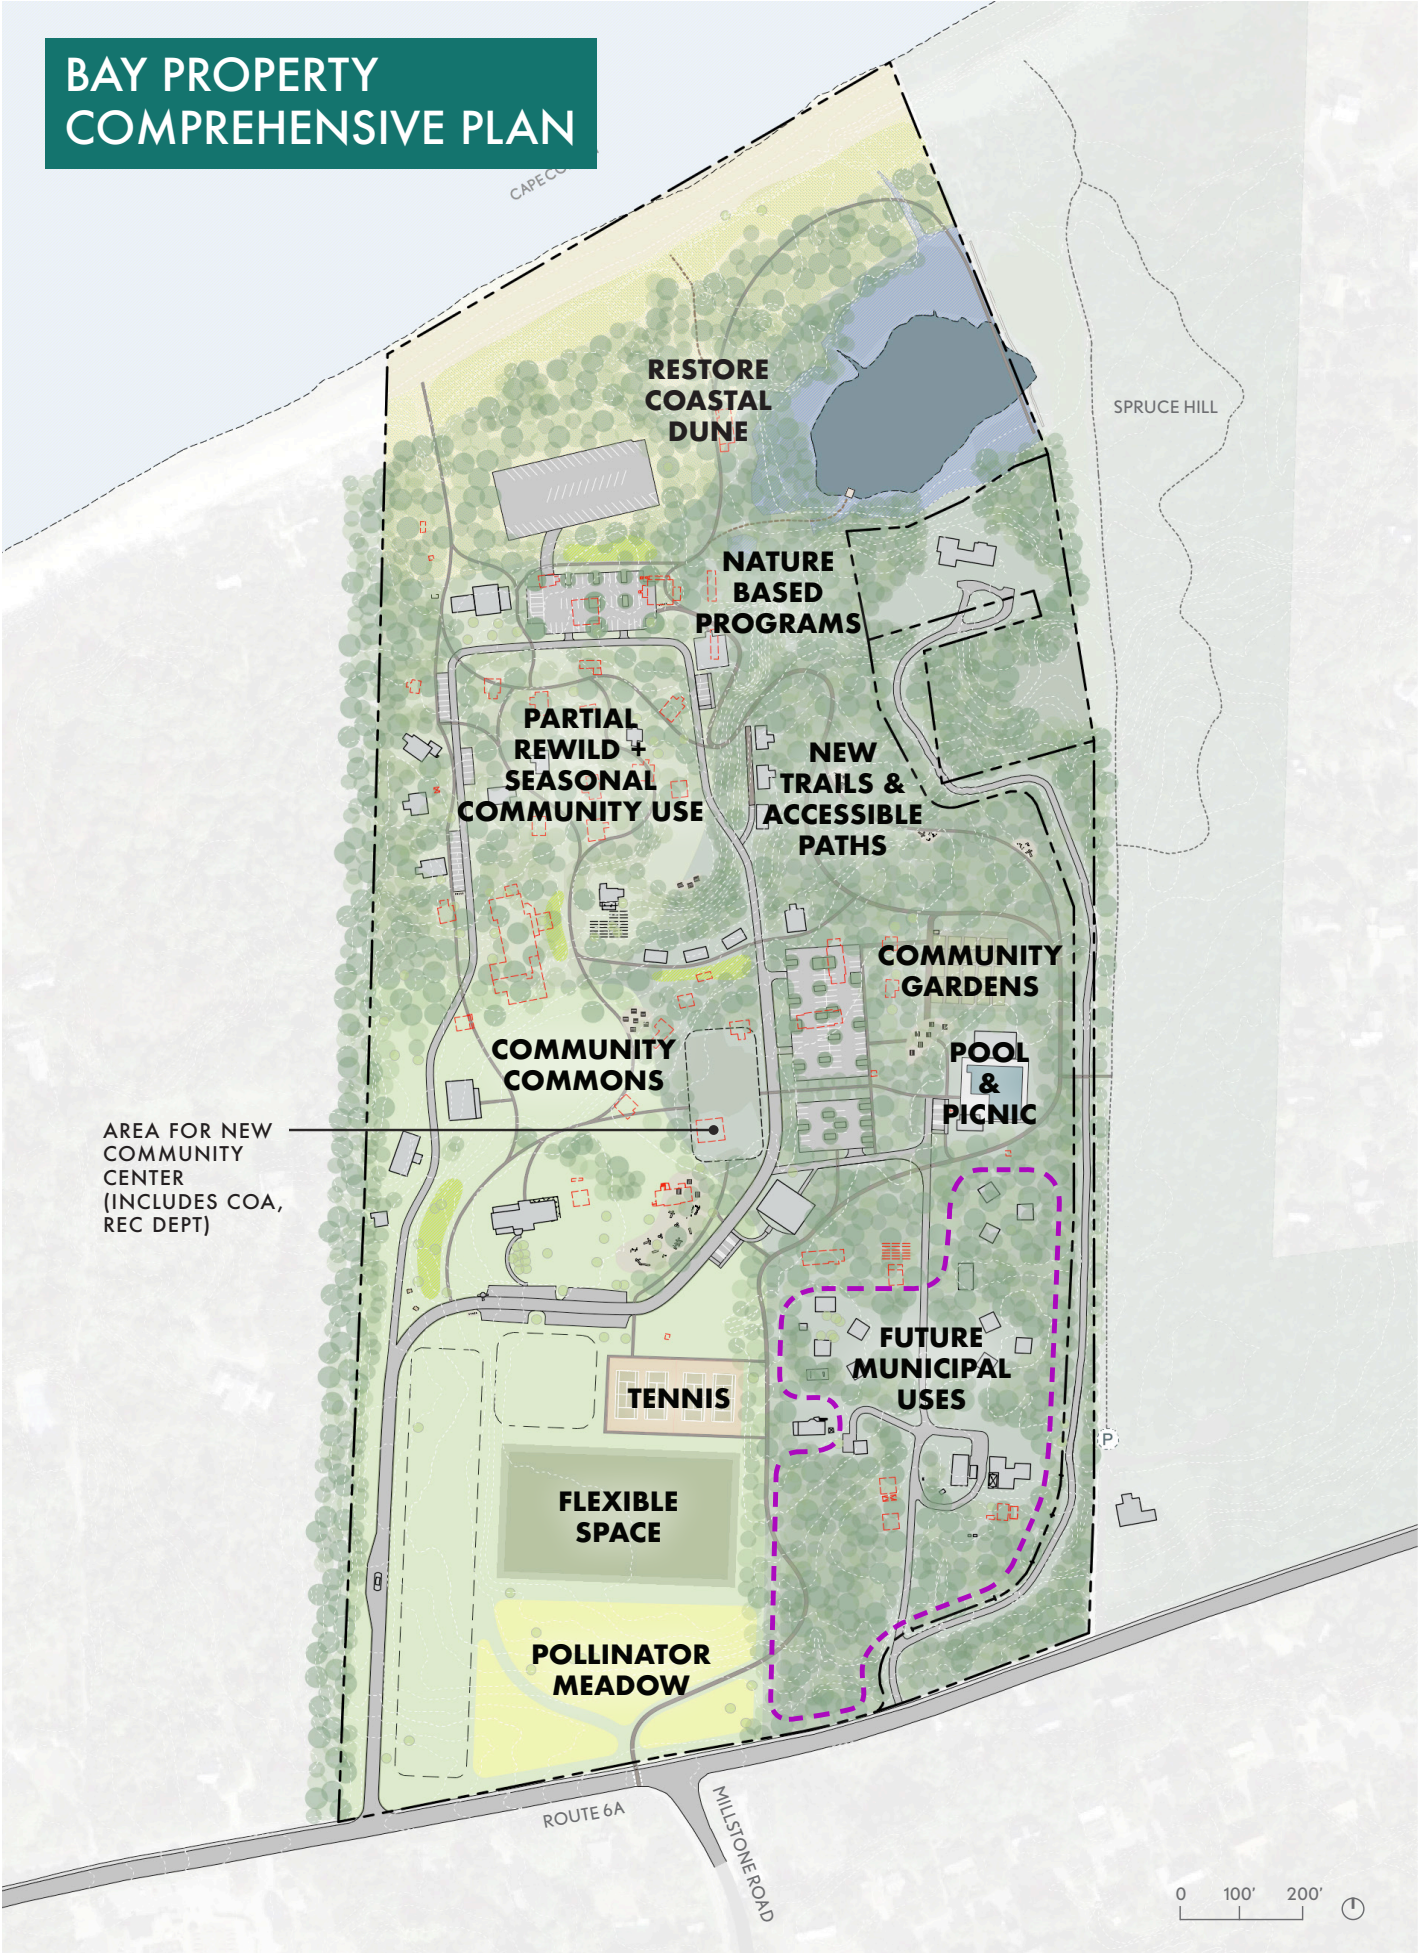 BAY PROPERTY
COMPREHENSIVE PLAN
SPRUCE HILL
RESTORE
COASTAL
DUNE
NATURE
BASED
PROGRAMS
PARTIAL
REWILD +
SEASONAL
COMMUNITY USE
NEW
TRAILS &
ACCESSIBLE
PATHS
COMMUNITY
GARDENS
COMMUNITY
COMMONS
POOL
&
PICNIC
AREA FOR NEW
COMMUNITY
CENTER
(INCLUDES COA,
REC DEPT)
FUTURE
MUNICIPAL
USES
TENNIS
P
FLEXIBLE
SPACE
POLLINATOR
MEADOW
ROUTE 6A
MILLSTONE ROAD
0 100' 200'